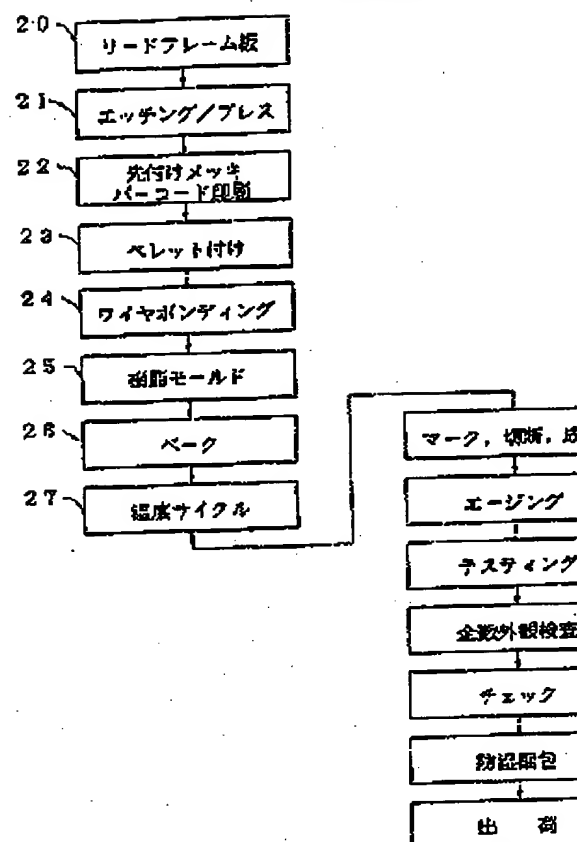 20
リードフレーム板
21
エッチング/プレス
22
先付けメッキ
バーコード印刷
23
ペレット付け
24
ワイヤボンディング
25
樹脂モールド
26
ベーク
27
温度サイクル
マーク,切断,成
エージング
テスティング
全数外観検査
チェック
防湿梱包
出 荷